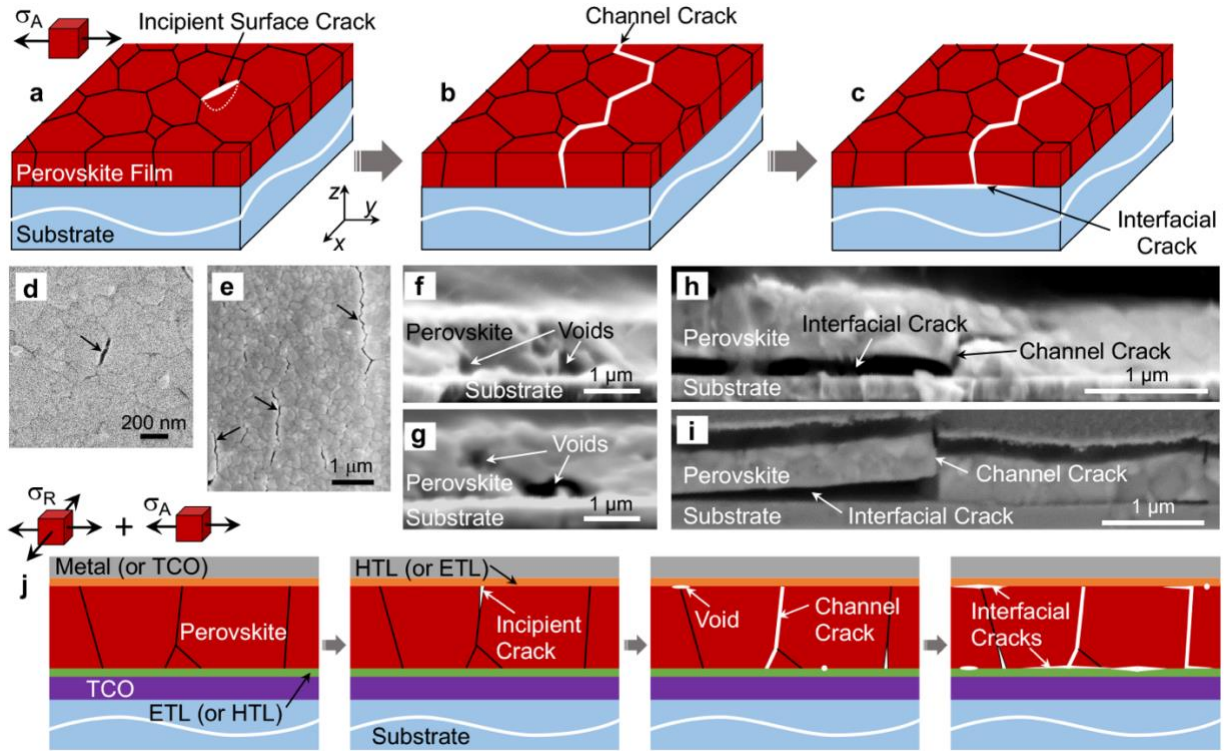 σA
Incipient Surface Crack
Channel Crack
a
b
c
Perovskite Film
Substrate
z
y
x
Interfacial
Crack
d
200 nm
e
1 μm
f
Perovskite
Voids
Substrate
1 μm
g
Voids
Perovskite
Substrate
1 μm
h
Perovskite
Interfacial Crack
Channel Crack
Substrate
1 μm
i
Perovskite
Channel Crack
Substrate
Interfacial Crack
1 μm
σR
+
σA
j
Metal (or TCO)
HTL (or ETL)
Perovskite
Incipient
Crack
Void
Channel
Crack
Interfacial
Cracks
TCO
ETL (or HTL)
Substrate